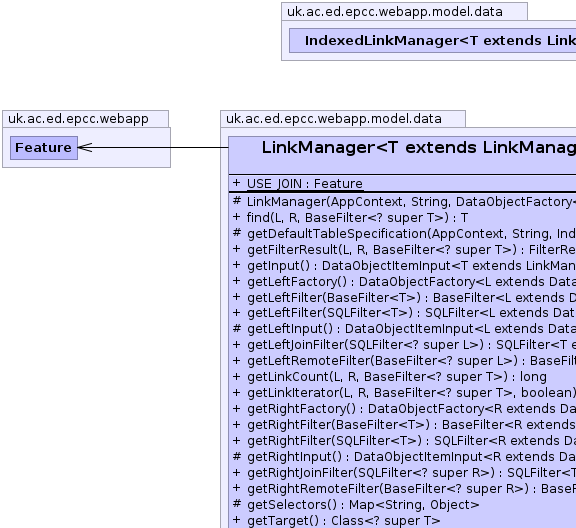 uk.ac.ed.epcc.webapp.model.data
IndexedLinkManager<T extends Link
uk.ac.ed.epcc.webapp
Feature
uk.ac.ed.epcc.webapp.model.data
LinkManager<T extends LinkManag
+ USE_JOIN : Feature
# LinkManager(AppContext, String, DataObjectFactory<
+ find(L, R, BaseFilter<? super T>) : T
# getDefaultTableSpecification(AppContext, String, Ind
+ getFilterResult(L, R, BaseFilter<? super T>) : FilterRe
+ getInput() : DataObjectItemInput<T extends LinkMan
+ getLeftFactory() : DataObjectFactory<L extends Data
+ getLeftFilter(BaseFilter<T>) : BaseFilter<L extends D
+ getLeftFilter(SQLFilter<T>) : SQLFilter<L extends Dat
# getLeftInput() : DataObjectItemInput<L extends Data
+ getLeftJoinFilter(SQLFilter<? super L>) : SQLFilter<T e
+ getLeftRemoteFilter(BaseFilter<? super L>) : BaseFilt
+ getLinkCount(L, R, BaseFilter<? super T>) : long
+ getLinkIterator(L, R, BaseFilter<? super T>, boolean)
+ getRightFactory() : DataObjectFactory<R extends Da
+ getRightFilter(BaseFilter<T>) : BaseFilter<R extends
+ getRightFilter(SQLFilter<T>) : SQLFilter<R extends Da
# getRightInput() : DataObjectItemInput<R extends Da
+ getRightJoinFilter(SQLFilter<? super R>) : SQLFilter<T
+ getRightRemoteFilter(BaseFilter<? super R>) : BaseF
# getSelectors() : Map<String, Object>
+ getTarget() : Class<? super T>